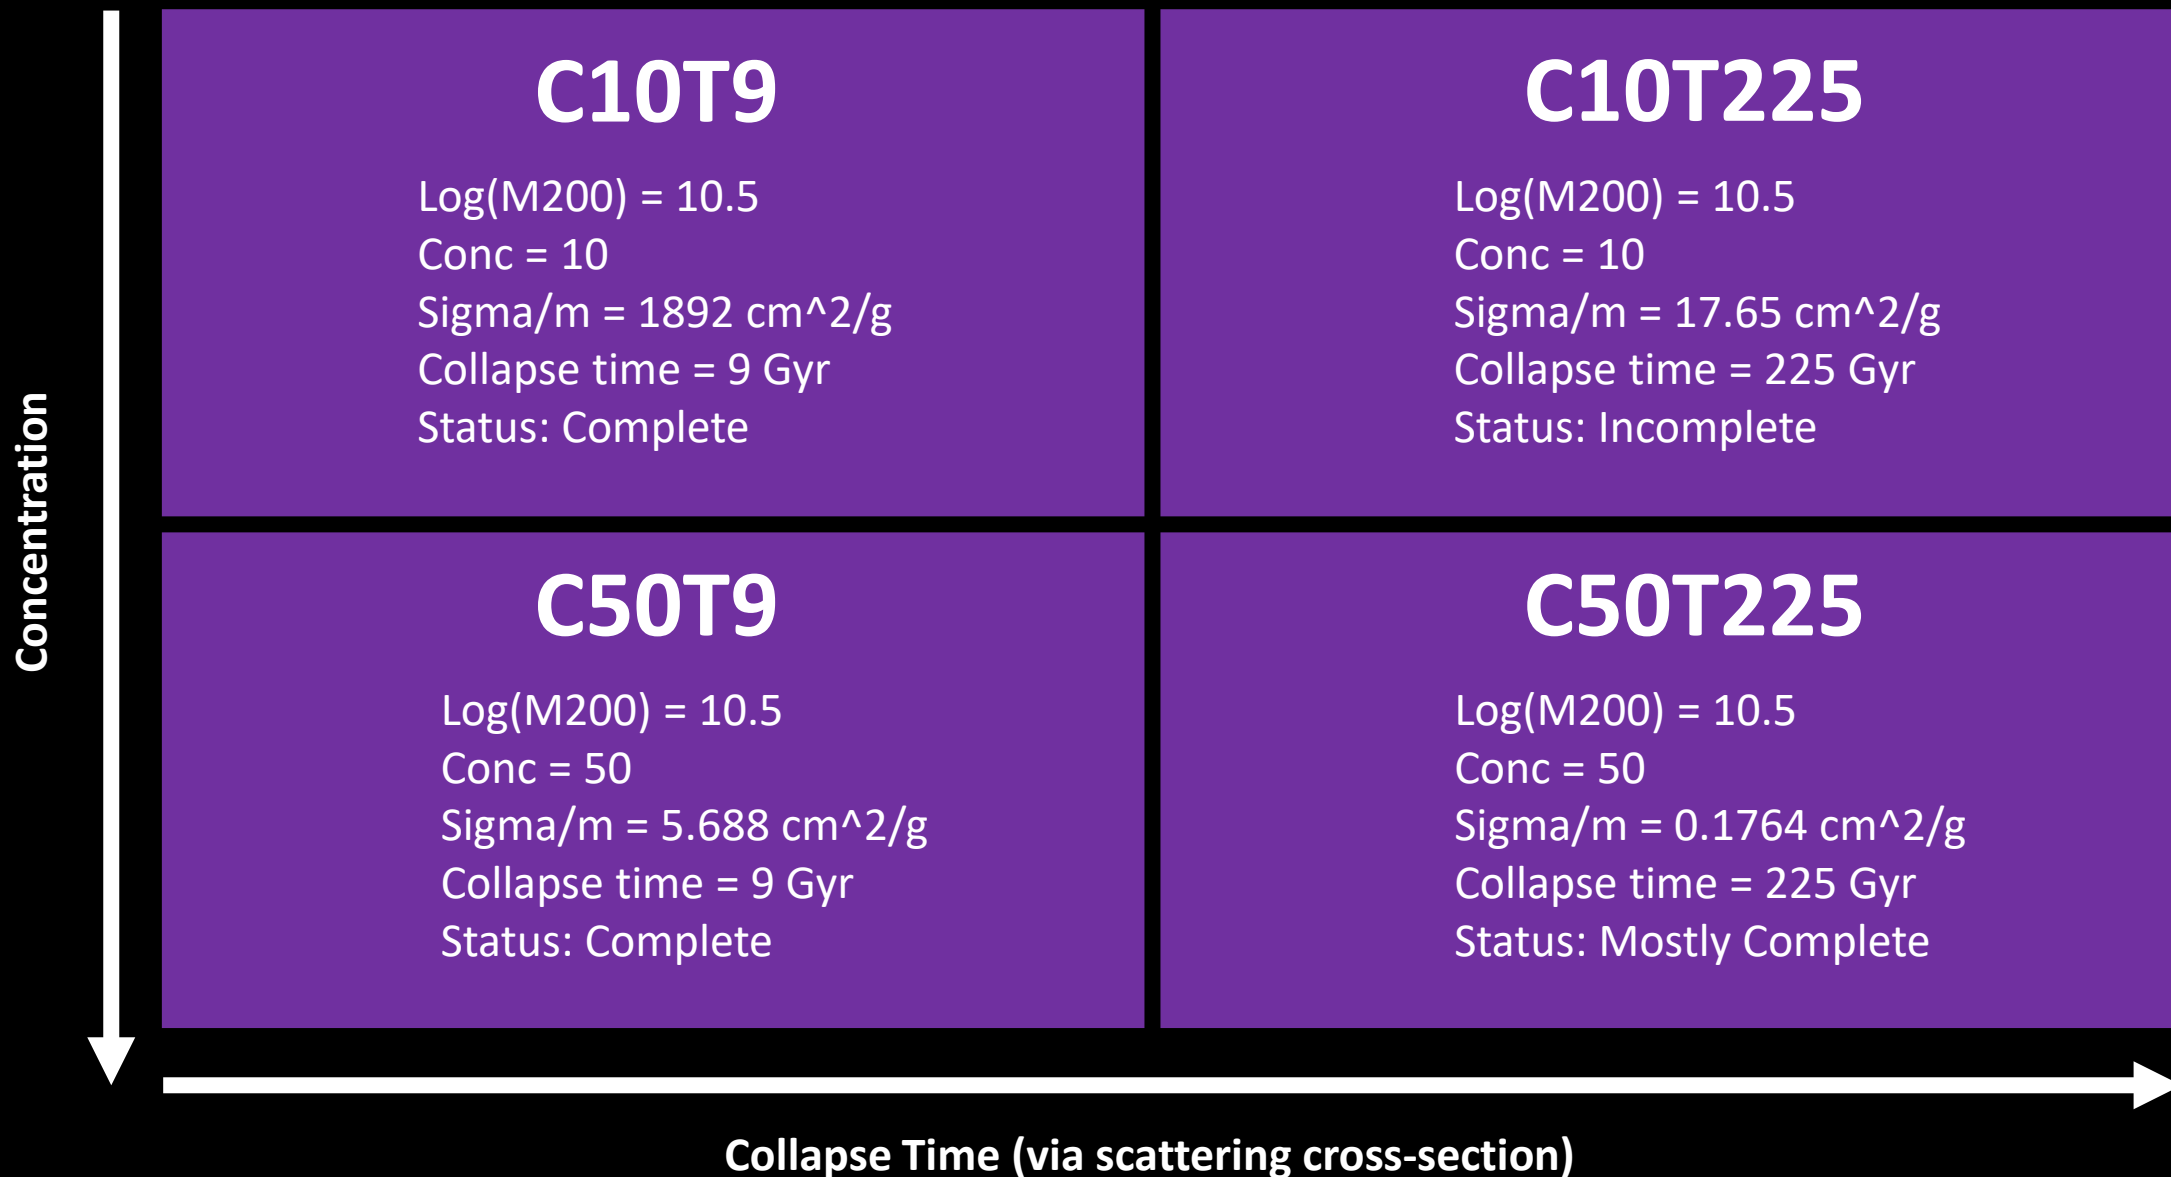 Concentration
C10T9
Log(M200) = 10.5
Conc = 10
Sigma/m = 1892 cm^2/g
Collapse time = 9 Gyr
Status: Complete
C10T225
Log(M200) = 10.5
Conc = 10
Sigma/m = 17.65 cm^2/g
Collapse time = 225 Gyr
Status: Incomplete
C50T9
Log(M200) = 10.5
Conc = 50
Sigma/m = 5.688 cm^2/g
Collapse time = 9 Gyr
Status: Complete
C50T225
Log(M200) = 10.5
Conc = 50
Sigma/m = 0.1764 cm^2/g
Collapse time = 225 Gyr
Status: Mostly Complete
Collapse Time (via scattering cross-section)